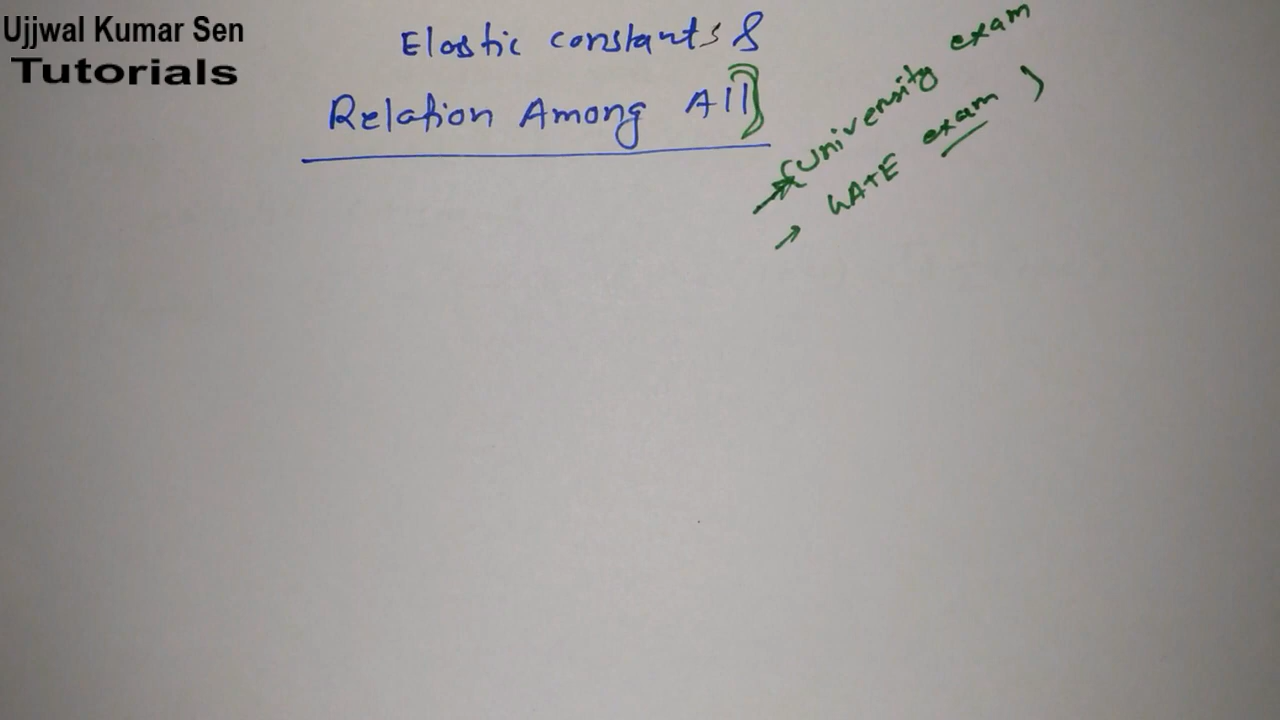 Ujjwal Kumar Sen
Tutorials
Elastic constants &
Relation Among All
(University exam
GATE exam)